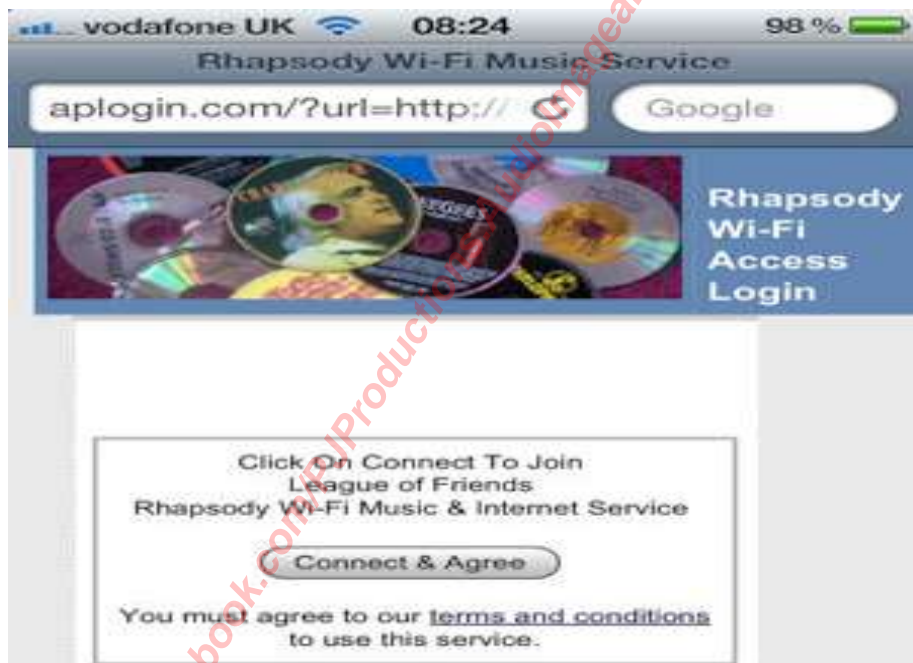 vodafone UK 08:24 98 %
Rhapsody Wi-Fi Music Service
aplogin.com/?url=http:// Google
Rhapsody
Wi-Fi
Access
Login
BEEGEES
Click On Connect To Join
League of Friends
Rhapsody Wi-Fi Music & Internet Service
Connect & Agree
You must agree to our terms and conditions
to use this service.